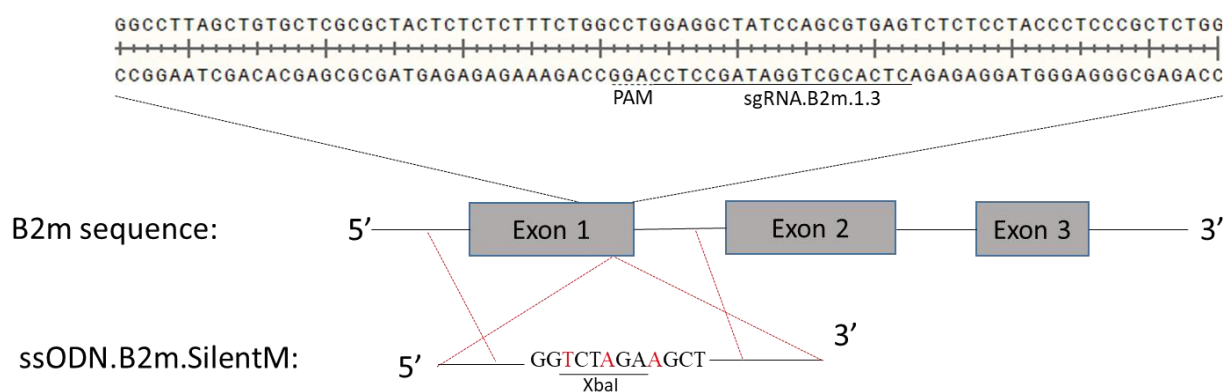 GGCCTTAGCTGTGCTCGCGCTACTCTCTCTTTCTGGCCTGGAGGCTATCCAGCGTGAGTCTCTCCTACCCTCCCGCTCTGG
CCGGAATCGACACGAGCGCGATGAGAGAGAAAGACCGGACCTCCGATAGGTCGCACTCAGAGAGGATGGGAGGGCGAGACC
PAM sgRNA.B2m.1.3
B2m sequence: 5’ Exon 1 Exon 2 Exon 3 3’
ssODN.B2m.SilentM: 5’ GGTCTAGAAGCT 3’
XbaI